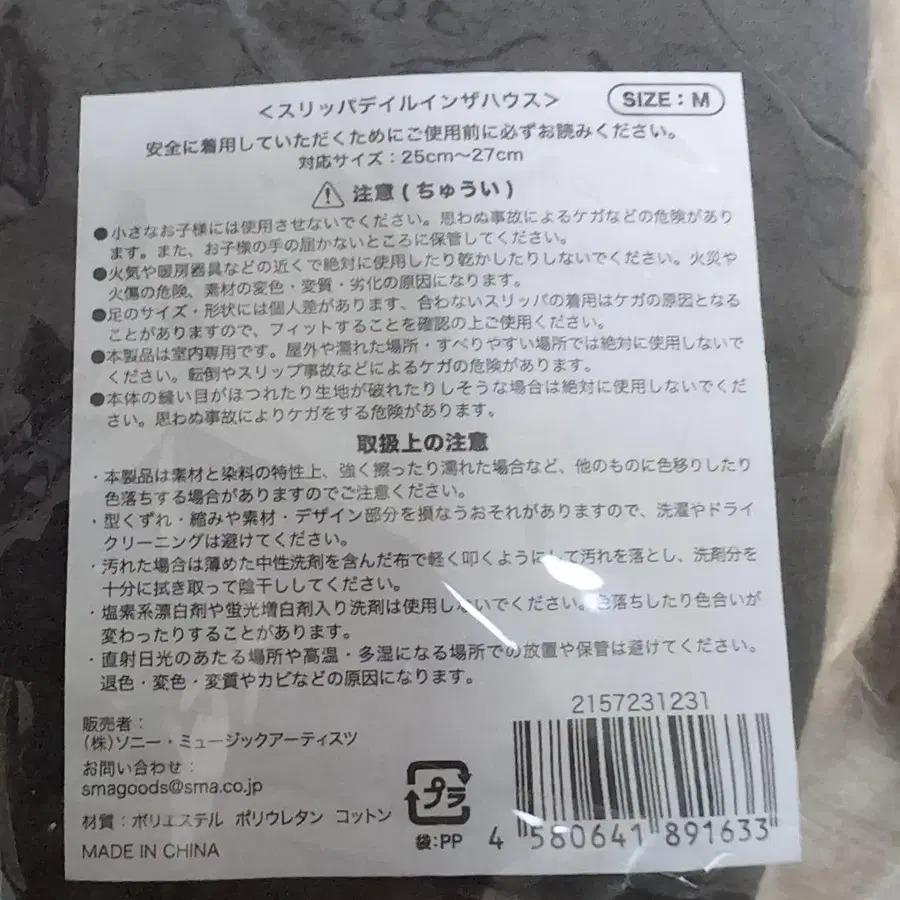 <スリッパデイルインザハウス>
SIZE：M
安全に着用していただくためにご使用前に必ずお読みください。
対応サイズ：25cm〜27cm
注意(ちゅうい)
●小さなお子様には使用させないでください。思わぬ事故によるケガなどの危険があり
ます。また、お子様の手の届かないところに保管してください。
●火気や暖房器具などの近くで絶対に使用したり乾かしたりしないでください。火災や
火傷の危険、素材の変色・変質・劣化の原因になります。
●足のサイズ・形状には個人差があります、合わないスリッパの着用はケガの原因となる
ことがありますので、フィットすることを確認の上ご使用ください。
●本製品は室内専用です。屋外や濡れた場所・すべりやすい場所では絶対に使用しないで
ください。転倒やスリップ事故などによるケガの危険があります。
●本体の縫い目がほつれたり生地が破れたりしそうな場合は絶対に使用しないでくだ
さい。思わぬ事故によりケガをする危険があります。
取扱上の注意
・本製品は素材と染料の特性上、強く擦ったり濡れた場合など、他のものに色移りしたり
色落ちする場合がありますのでご注意ください。
・型くずれ・縮みや素材・デザイン部分を損なうおそれがありますので、洗濯やドライ
クリーニングは避けてください。
・汚れた場合は薄めた中性洗剤を含んだ布で軽く叩くようにして汚れを落とし、洗剤分を
十分に拭き取って陰干ししてください。
・塩素系漂白剤や蛍光増白剤入り洗剤は使用しないでください。色落ちしたり色合いが
変わったりすることがあります。
・直射日光のあたる場所や高温・多湿になる場所での放置や保管は避けてください。
退色・変色・変質やカビなどの原因になります。
販売者：
(株)ソニー・ミュージックアーティスツ
お問い合わせ：
smagoods@sma.co.jp
材質：ポリエステル ポリウレタン コットン
MADE IN CHINA
プラ
袋:PP
2157231231
4 580641 891633